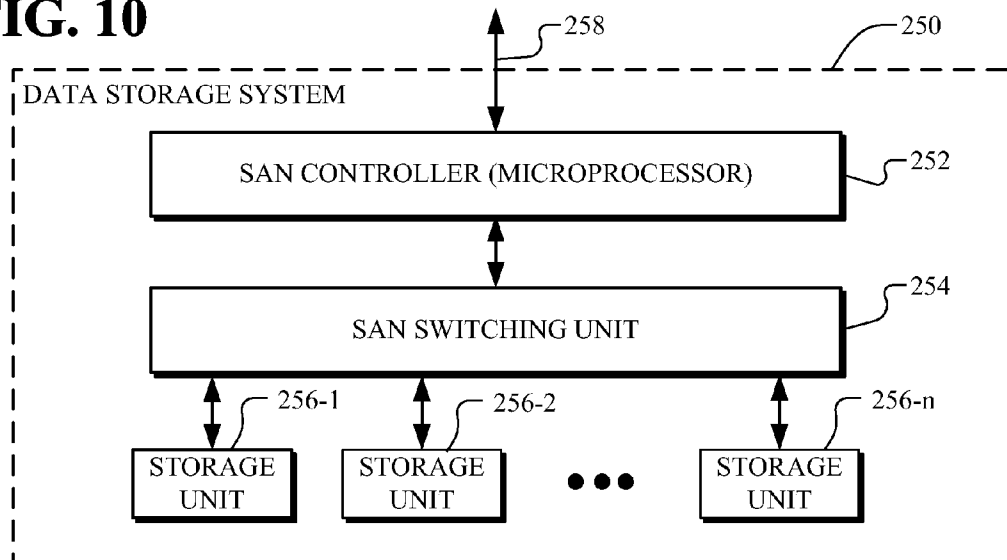 FIG. 10
258
250
DATA STORAGE SYSTEM
SAN CONTROLLER (MICROPROCESSOR)
252
254
SAN SWITCHING UNIT
256-1
256-2
256-n
STORAGE UNIT
STORAGE UNIT
STORAGE UNIT